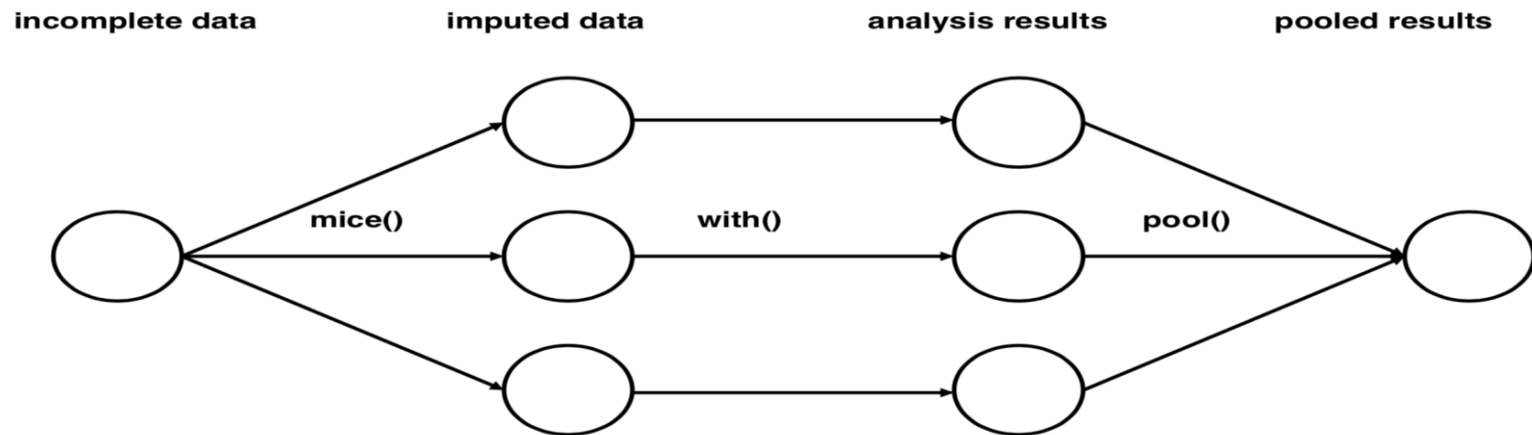 incomplete data
imputed data
analysis results
pooled results
mice()
with()
pool()